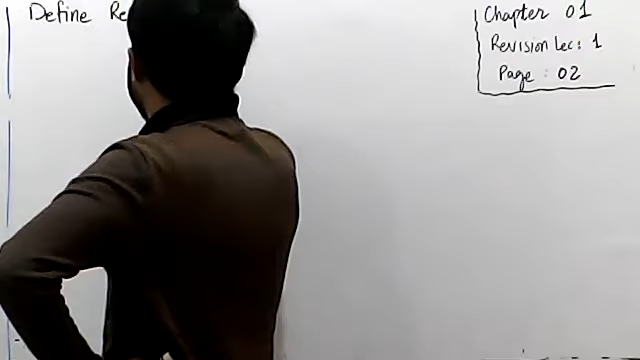 Define Re
Chapter 01
Revision Lec: 1
Page : 02